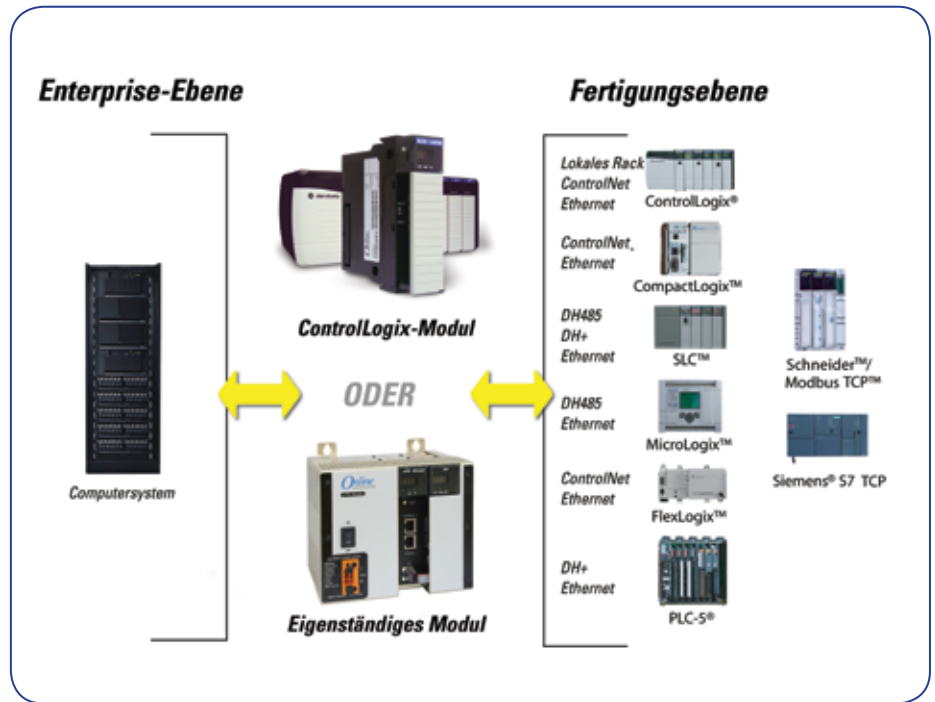 Enterprise-Ebene
Computersystem
ControlLogix-Modul
ODER
Online
Eigenständiges Modul
Fertigungsebene
Lokales Rack
ControlNet
Ethernet
ControlLogix®
ControlNet
Ethernet
CompactLogix™
DH485
DH+
Ethernet
SLC™
DH485
Ethernet
MicroLogix™
ControlNet
Ethernet
FlexLogix™
DH+
Ethernet
PLC-5®
Schneider™/
Modbus TCP™
Siemens® S7 TCP